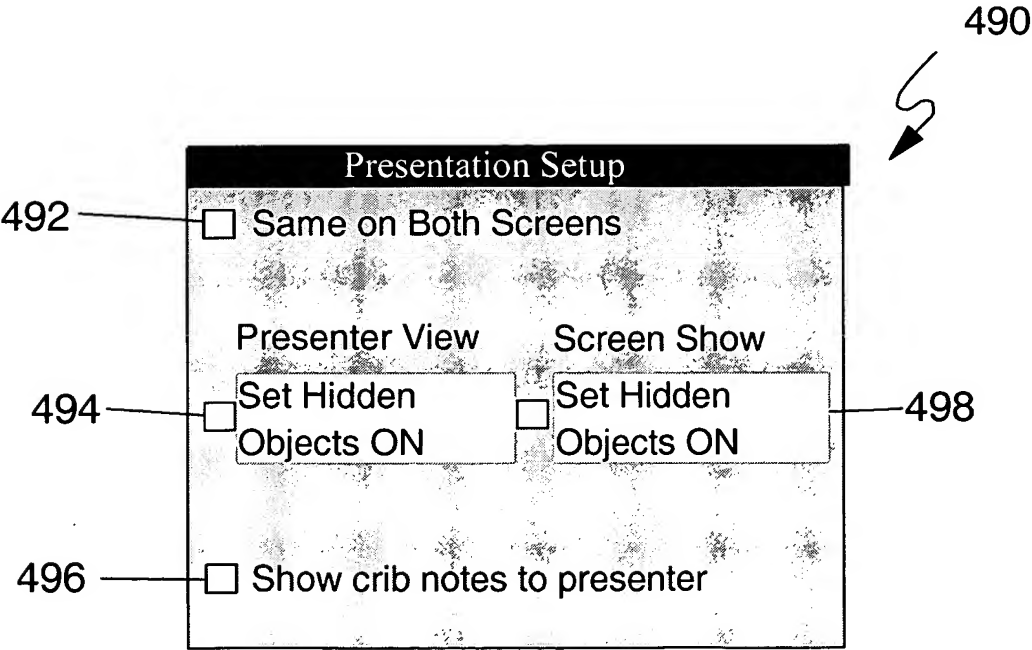 490
Presentation Setup
492
Same on Both Screens
Presenter View
Screen Show
494
Set Hidden
Objects ON
Set Hidden
Objects ON
498
496
Show crib notes to presenter